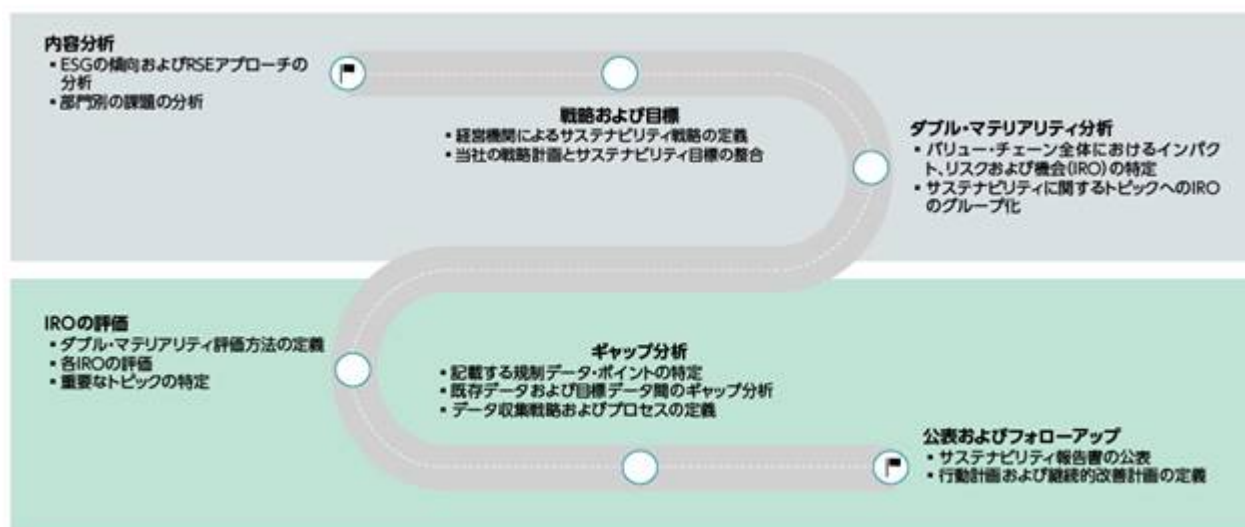 内容分析
• ESGの傾向およびRSEアプローチの
分析
• 部門別の課題の分析
戦略および目標
• 経営機関によるサステナビリティ戦略の定義
• 当社の戦略計画とサステナビリティ目標の整合
ダブル・マテリアリティ分析
• バリュー・チェーン全体におけるインパク
ト、リスクおよび機会(IRO)の特定
• サステナビリティに関するトピックへのIRO
のグループ化
IROの評価
• ダブル・マテリアリティ評価方法の定義
• 各IROの評価
• 重要なトピックの特定
ギャップ分析
• 記載する規制データ・ポイントの特定
• 既存データおよび目標データ間のギャップ分析
• データ収集戦略およびプロセスの定義
公表およびフォローアップ
• サステナビリティ報告書の公表
• 行動計画および継続的改善計画の定義